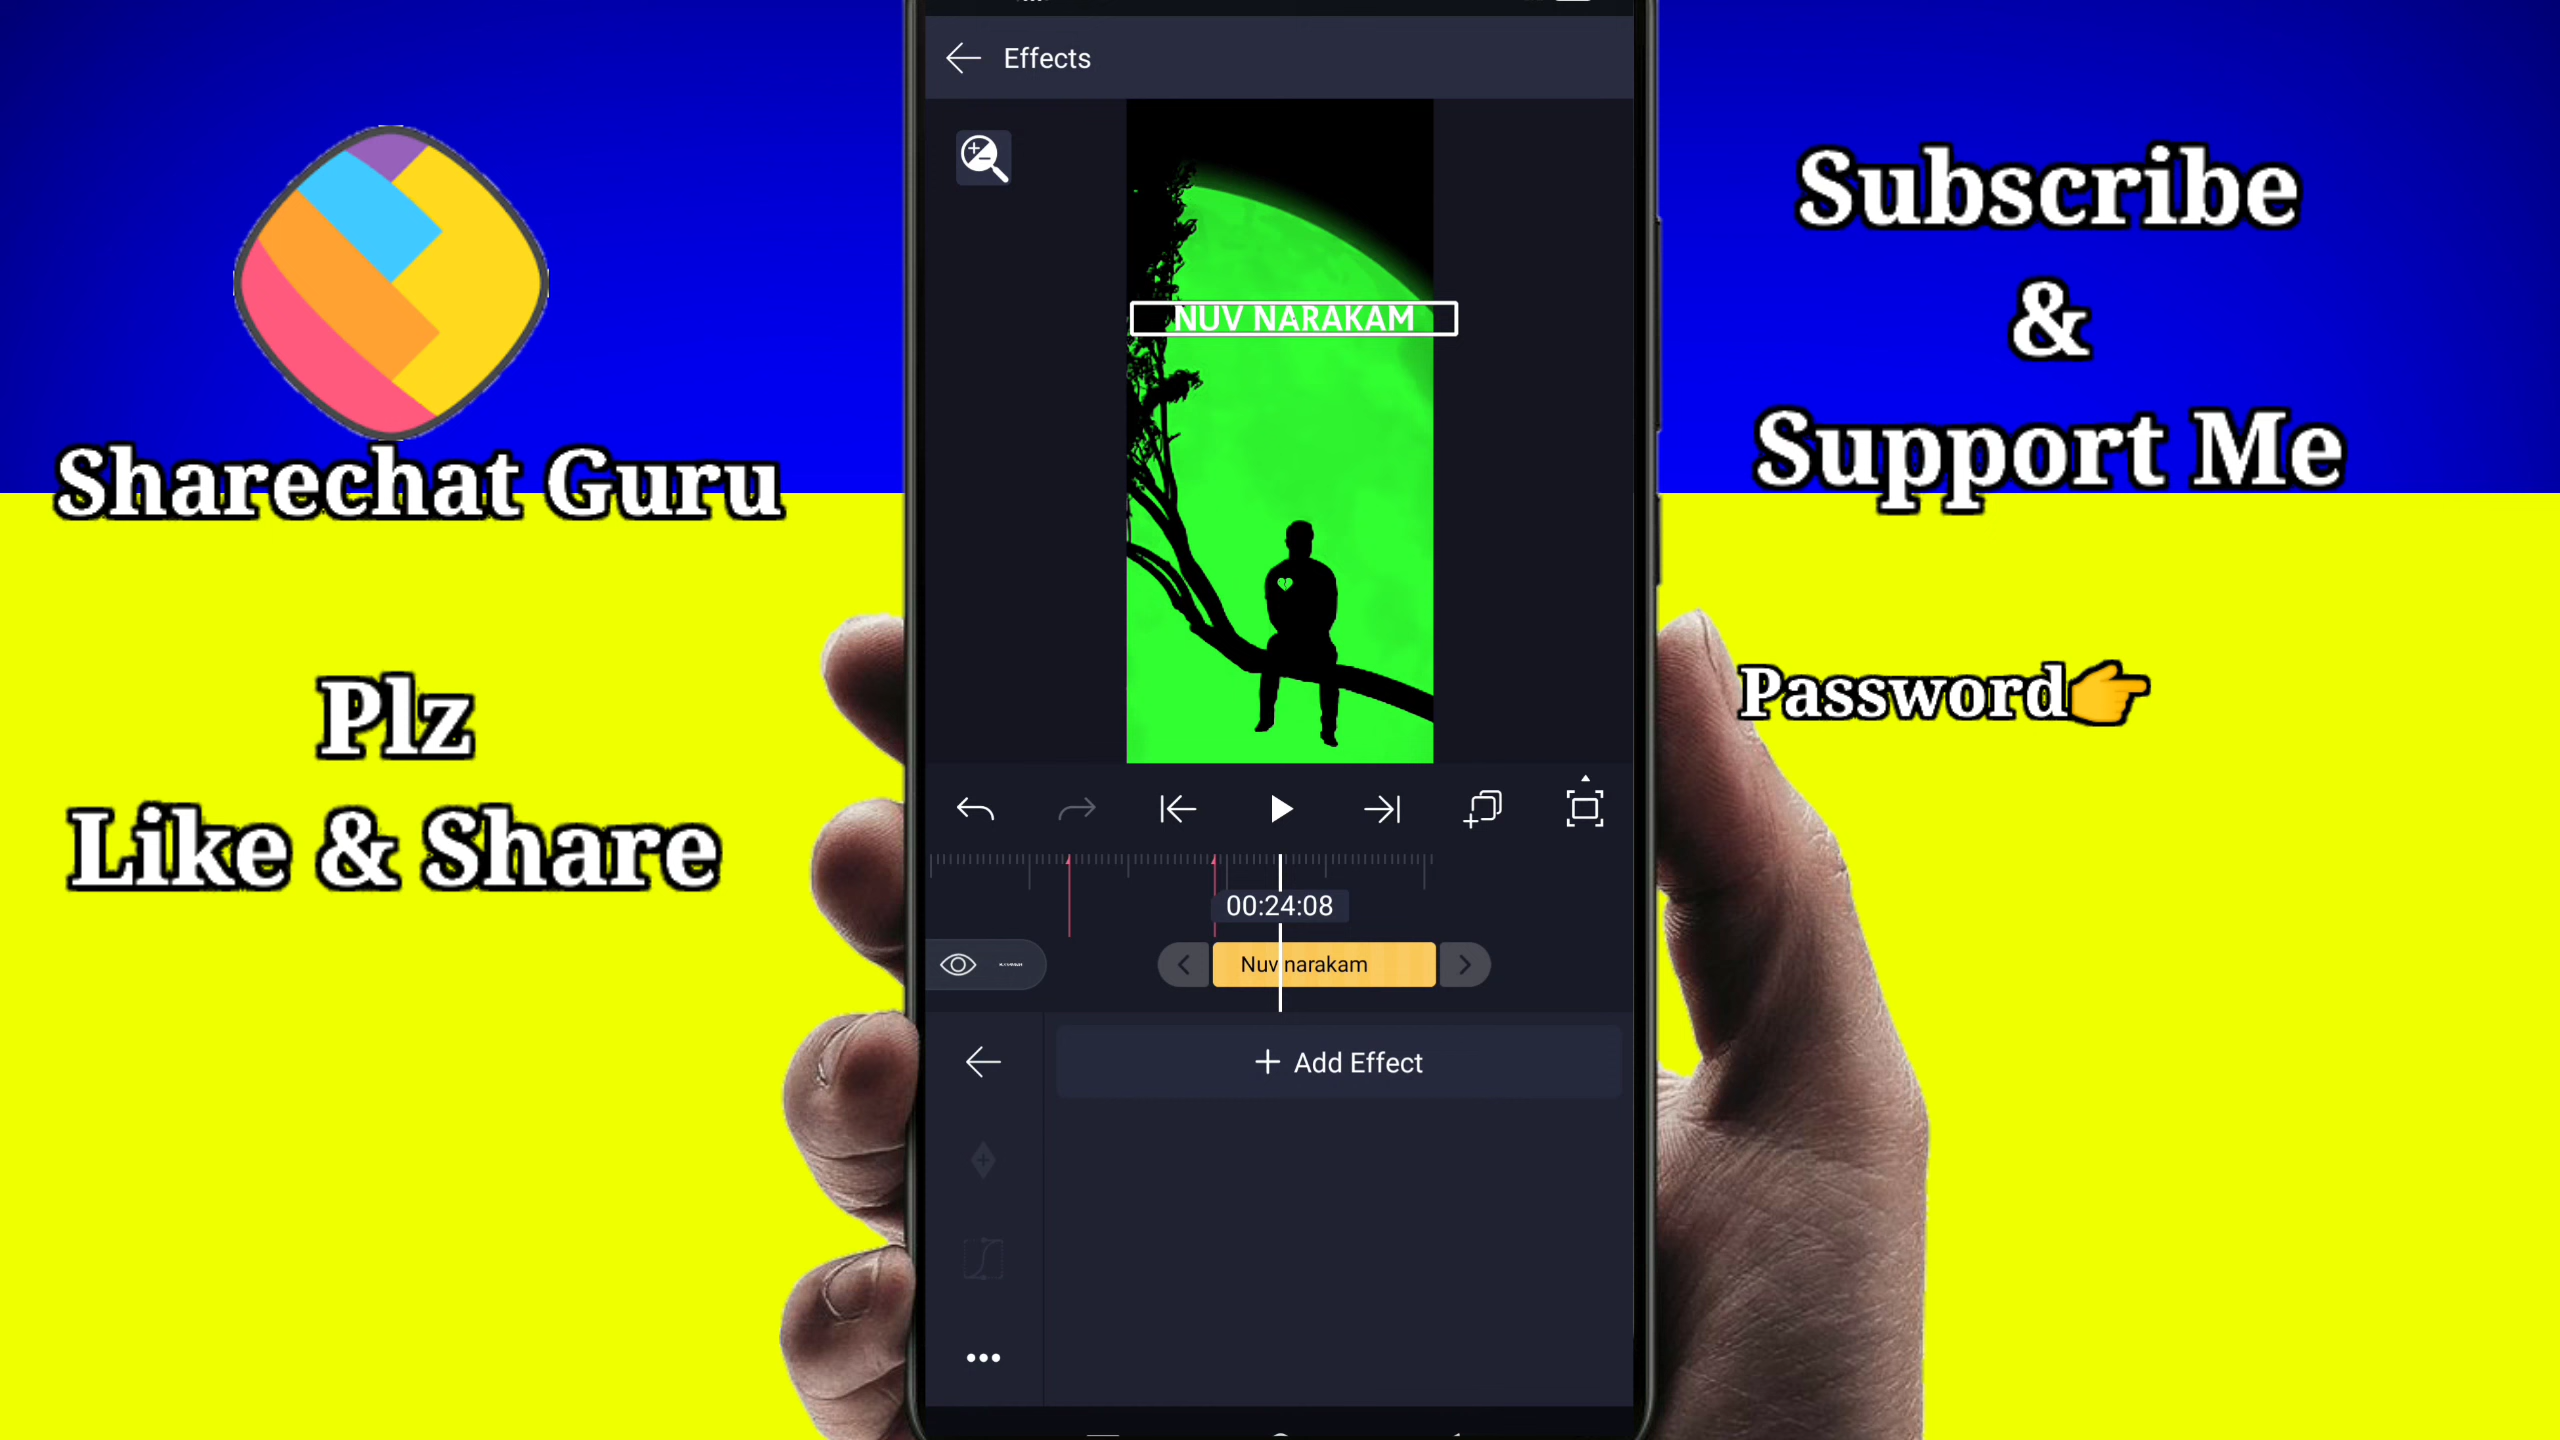 Effects
NUV NARAKAM
Sharechat Guru
Plz
Like & Share
Subscribe
&
Support Me
Password👉
00:24:08
Nuv narakam
+ Add Effect